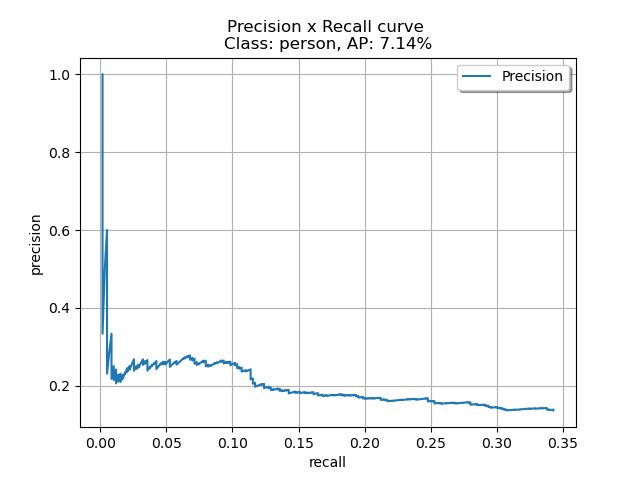 Precision x Recall curve
Class: person, AP: 7.14%
Precision
1.0
0.8
0.6
0.4
0.2
precision
0.00 0.05 0.10 0.15 0.20 0.25 0.30 0.35
recall